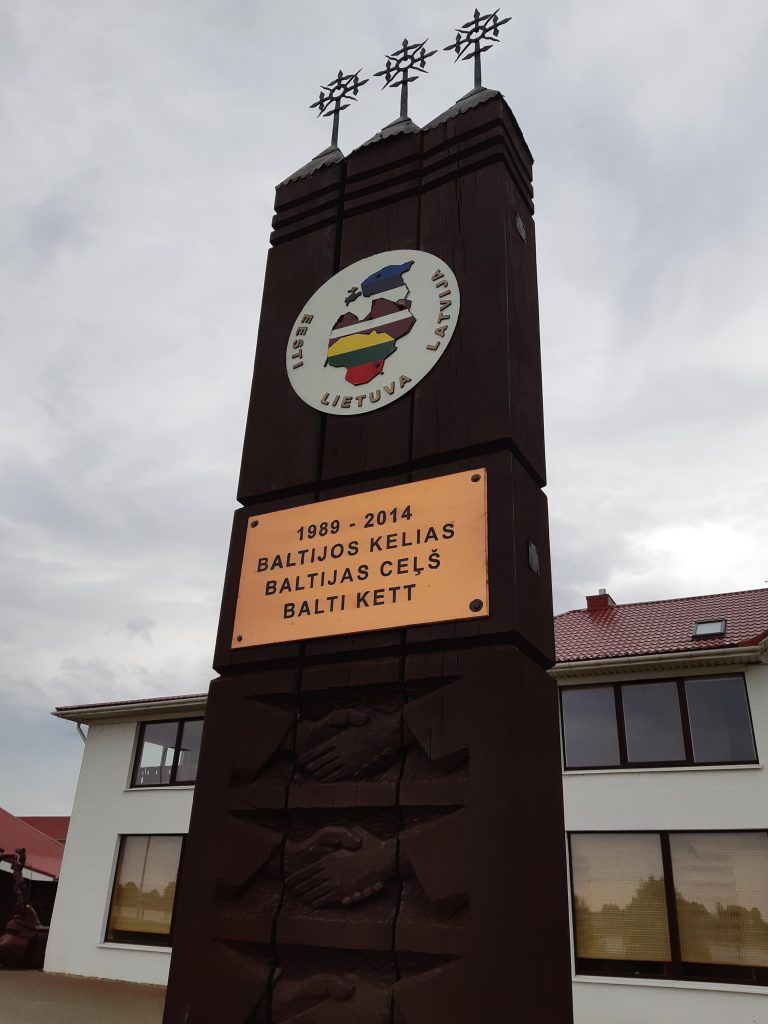 EESTI
LATVIJA
LIETUVA
1989 - 2014
BALTIJOS KELIAS
BALTIJAS CEĻŠ
BALTI KETT